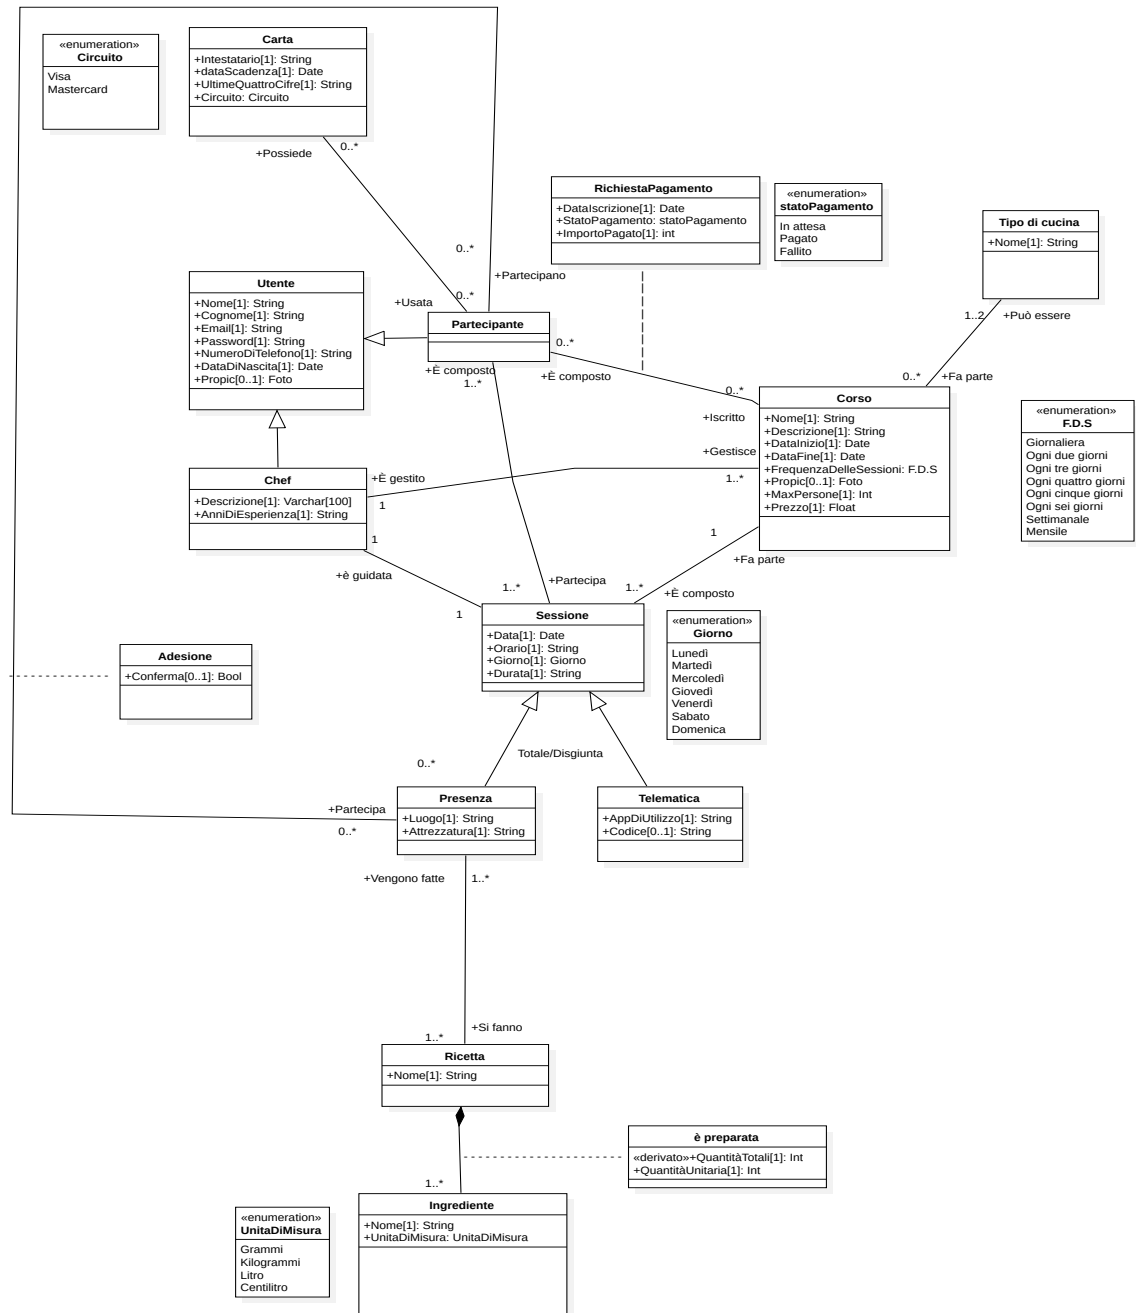 «enumeration»
Circuito
Visa
Mastercard
Carta
+Intestatario[1]: String
+dataScadenza[1]: Date
+UltimeQuattroCifre[1]: String
+Circuito: Circuito
+Possiede
0..*
0..*
+Usata
0..*
+Partecipano
RichiestaPagamento
+DataIscrizione[1]: Date
+StatoPagamento: statoPagamento
+ImportoPagato[1]: int
«enumeration»
statoPagamento
In attesa
Pagato
Fallito
Tipo di cucina
+Nome[1]: String
1..2
+Può essere
0..*
+Fa parte
Utente
+Nome[1]: String
+Cognome[1]: String
+Email[1]: String
+Password[1]: String
+NumeroDiTelefono[1]: String
+DataDiNascita[1]: Date
+Propic[0..1]: Foto
Partecipante
0..*
+È composto
+È composto
1..*
0..*
+Iscritto
Corso
+Nome[1]: String
+Descrizione[1]: String
+DataInizio[1]: Date
+DataFine[1]: Date
+FrequenzaDelleSessioni: F.D.S
+Propic[0..1]: Foto
+MaxPersone[1]: Int
+Prezzo[1]: Float
«enumeration»
F.D.S
Giornaliera
Ogni due giorni
Ogni tre giorni
Ogni quattro giorni
Ogni cinque giorni
Ogni sei giorni
Settimanale
Mensile
+Gestisce
1..*
+È gestito
1
Chef
+Descrizione[1]: Varchar[100]
+AnniDiEsperienza[1]: String
1
+è guidata
1
1
+Fa parte
1..*
+È composto
1..*
+Partecipa
Sessione
+Data[1]: Date
+Orario[1]: String
+Giorno[1]: Giorno
+Durata[1]: String
«enumeration»
Giorno
Lunedì
Martedì
Mercoledì
Giovedì
Venerdì
Sabato
Domenica
Adesione
+Conferma[0..1]: Bool
Totale/Disgiunta
0..*
+Partecipa
0..*
Presenza
+Luogo[1]: String
+Attrezzatura[1]: String
Telematica
+AppDiUtilizzo[1]: String
+Codice[0..1]: String
+Vengono fatte
1..*
+Si fanno
1..*
Ricetta
+Nome[1]: String
è preparata
«derivato»+QuantitàTotali[1]: Int
+QuantitàUnitaria[1]: Int
1..*
Ingrediente
+Nome[1]: String
+UnitaDiMisura: UnitaDiMisura
«enumeration»
UnitaDiMisura
Grammi
Kilogrammi
Litro
Centilitro